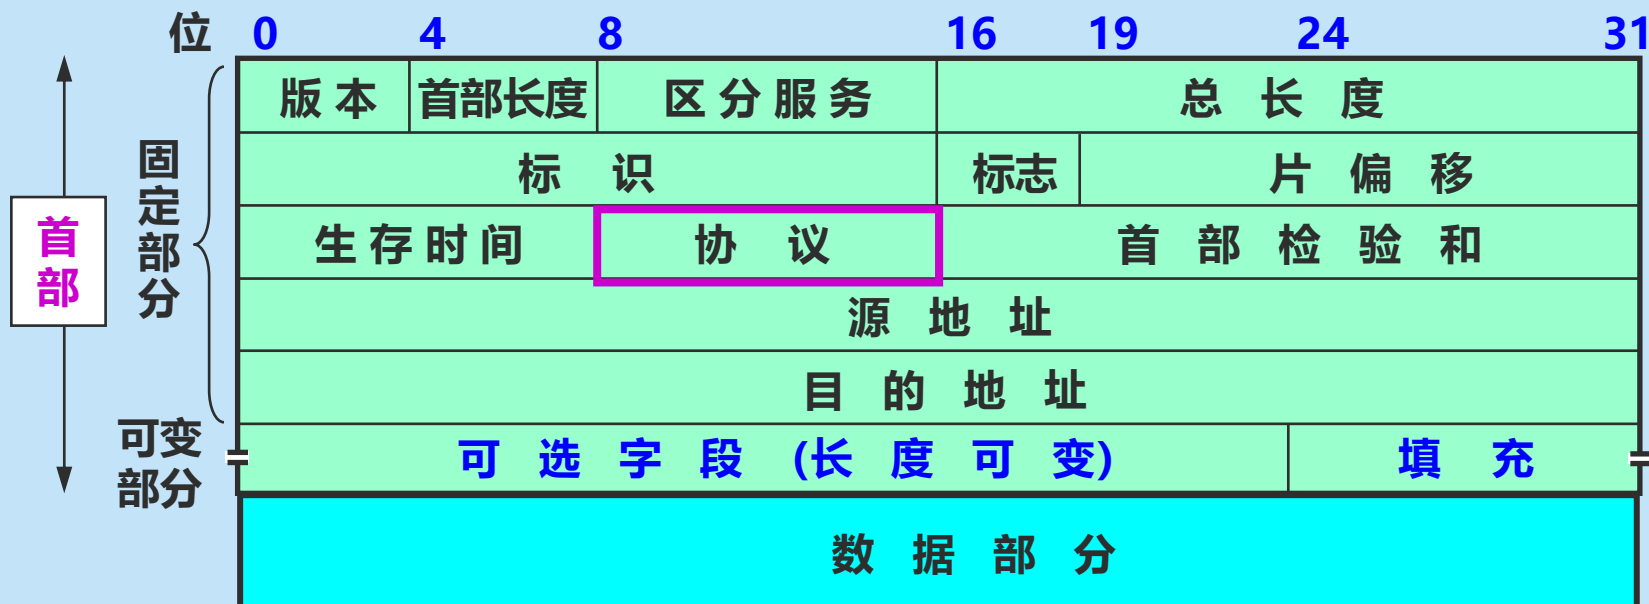 位 0 4 8 16 19 24 31
版本 首部长度 区分服务 总长度
标识 标志 片偏移
生存时间 协议 首部检验和
源地址
目的地址
可选字段 (长度可变) 填充
数据部分
固定部分
首部
可变
部分